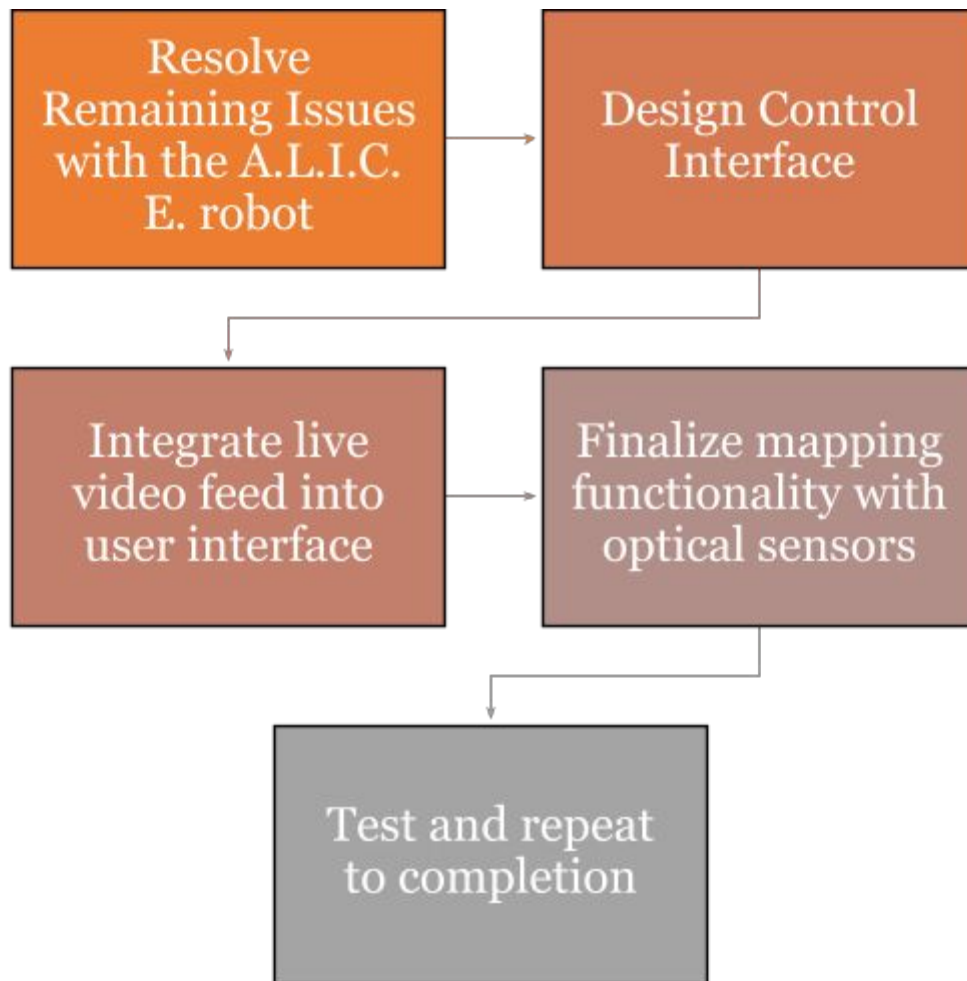 Resolve
Remaining Issues
with the A.L.I.C.
E. robot
Design Control
Interface
Integrate live
video feed into
user interface
Finalize mapping
functionality with
optical sensors
Test and repeat
to completion